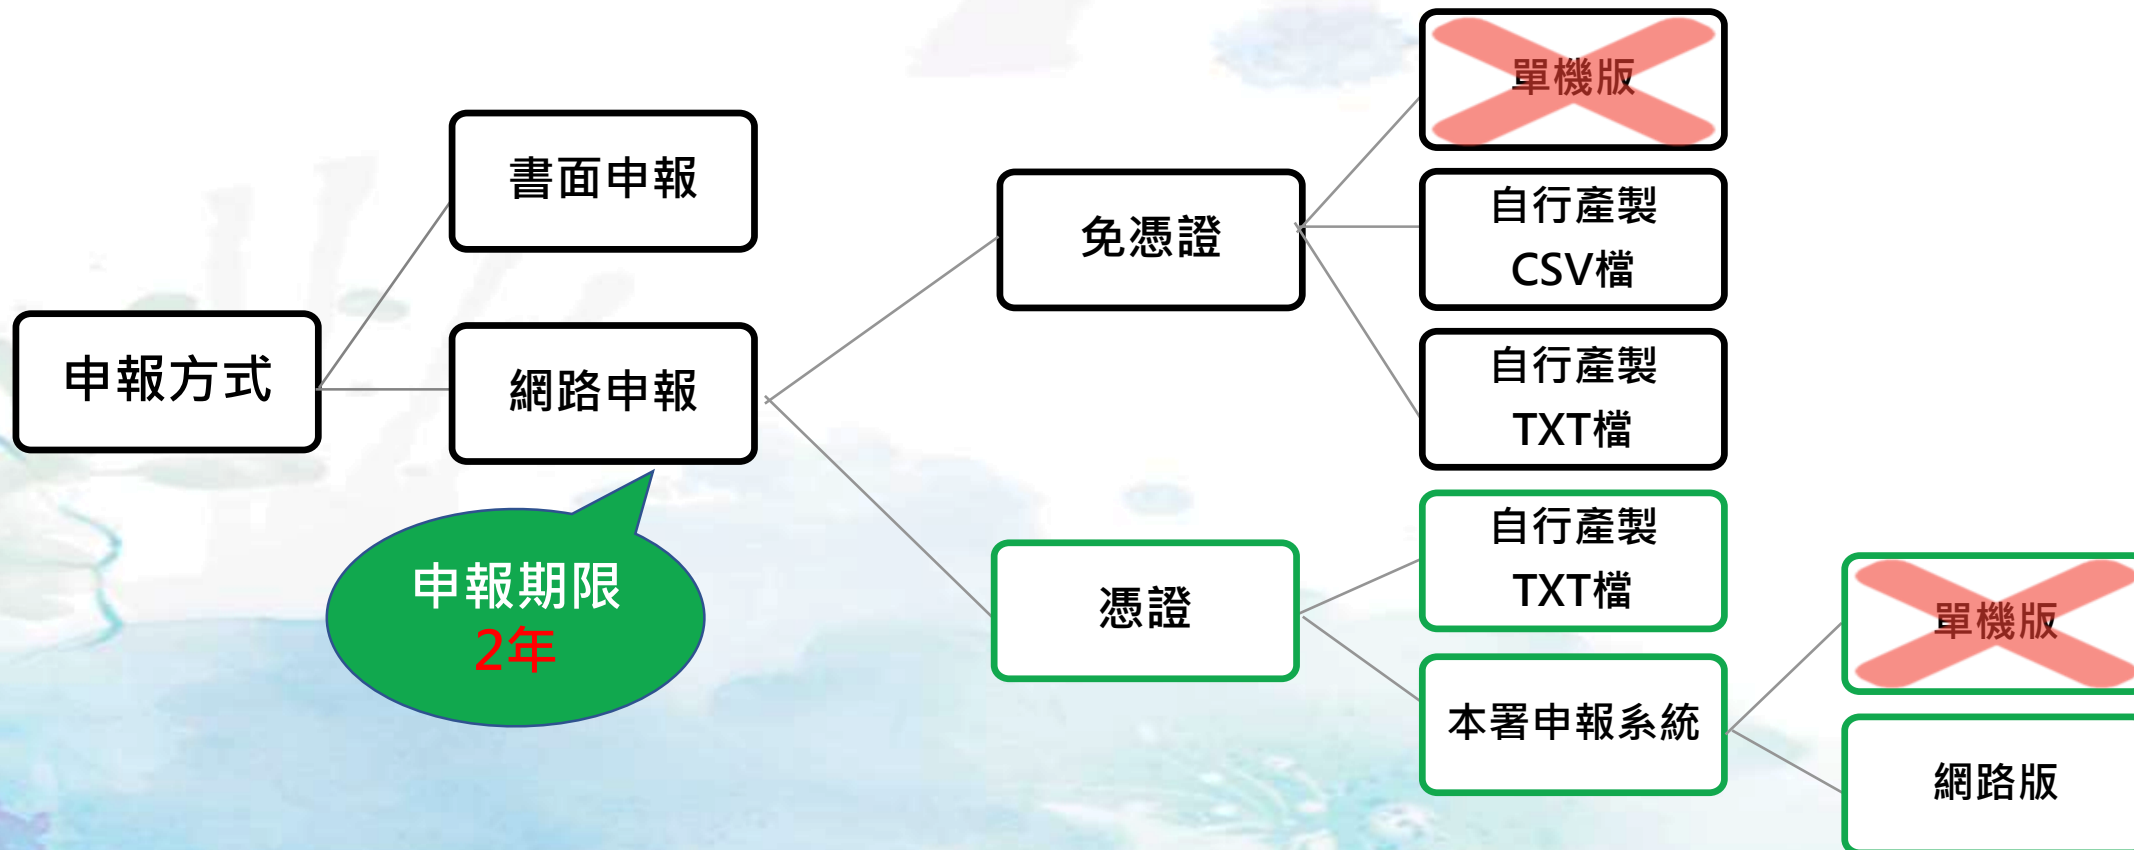 申報方式
書面申報
網路申報
申報期限
2年
免憑證
單機版
自行產製
CSV檔
自行產製
TXT檔
憑證
自行產製
TXT檔
本署申報系統
單機版
網路版